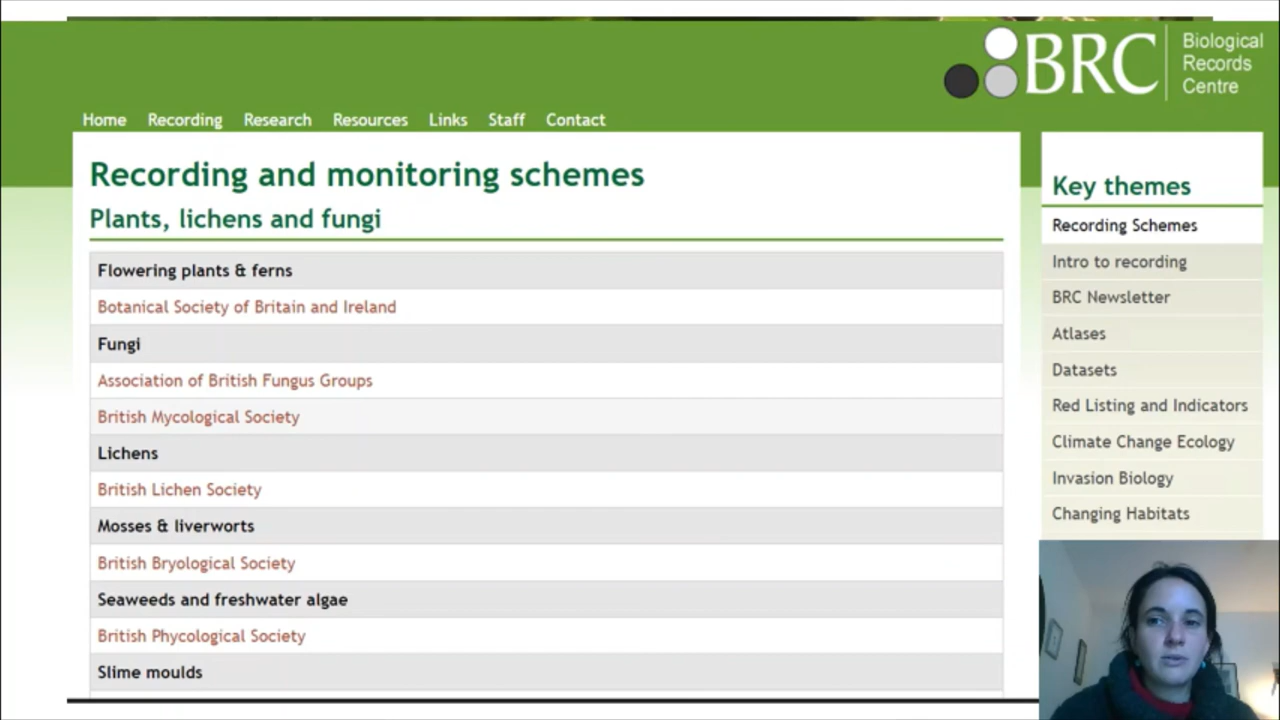 BRC
Biological
Records
Centre
Home Recording Research Resources Links Staff Contact
Recording and monitoring schemes
Plants, lichens and fungi
Flowering plants & ferns
Botanical Society of Britain and Ireland
Fungi
Association of British Fungus Groups
British Mycological Society
Lichens
British Lichen Society
Mosses & liverworts
British Bryological Society
Seaweeds and freshwater algae
British Phycological Society
Slime moulds
Key themes
Recording Schemes
Intro to recording
BRC Newsletter
Atlases
Datasets
Red Listing and Indicators
Climate Change Ecology
Invasion Biology
Changing Habitats